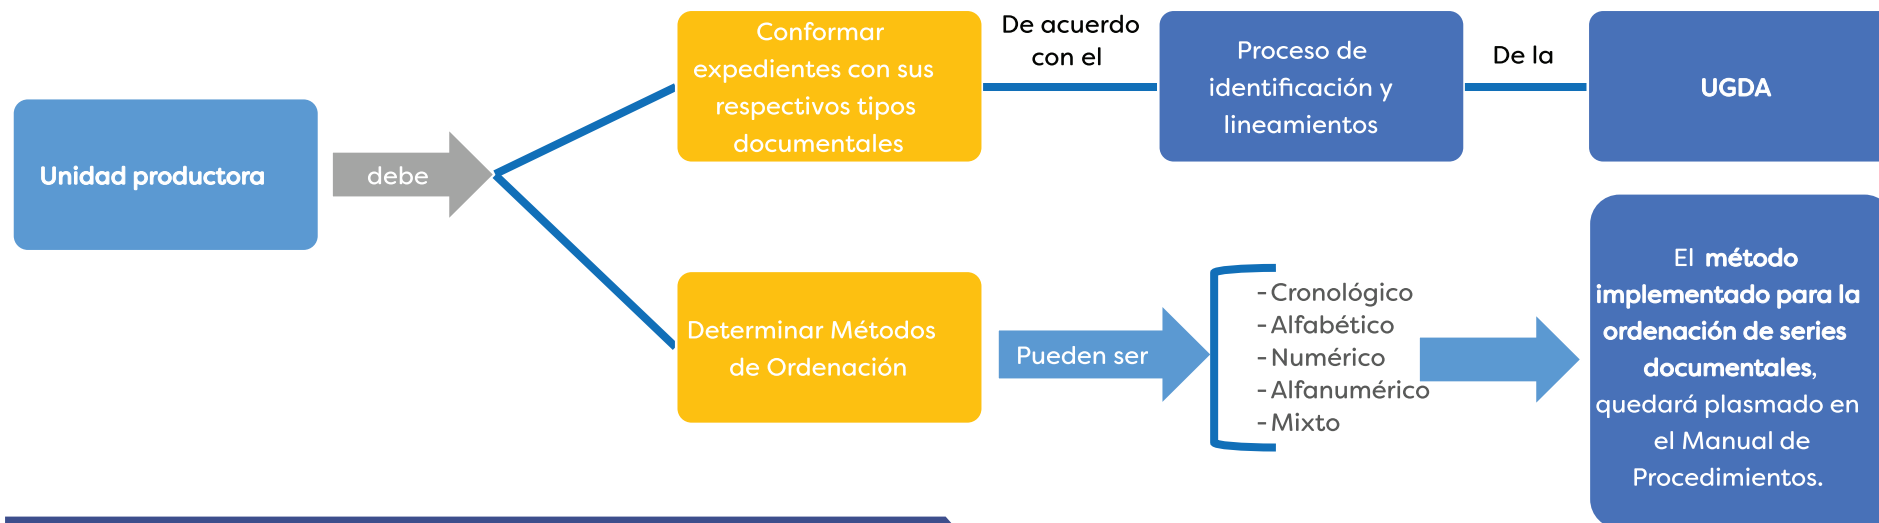 Unidad productora
debe
Conformar
expedientes con sus
respectivos tipos
documentales
De acuerdo
con el
Proceso de
identificación y
lineamientos
De la
UGDA
Determinar Métodos
de Ordenación
Pueden ser
- Cronológico
- Alfabético
- Numérico
- Alfanumérico
- Mixto
El método
implementado para la
ordenación de series
documentales,
quedará plasmado en
el Manual de
Procedimientos.